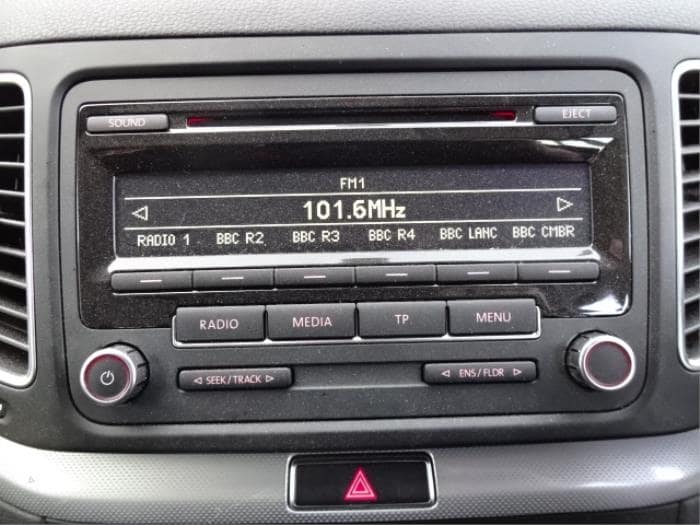 SOUND EJECT
FM1
101.6MHz
RADIO 1 BBC R2 BBC R3 BBC R4 BBC LANC BBC CMBR
RADIO MEDIA TP MENU
SEEK/TRACK ENS/FLDR